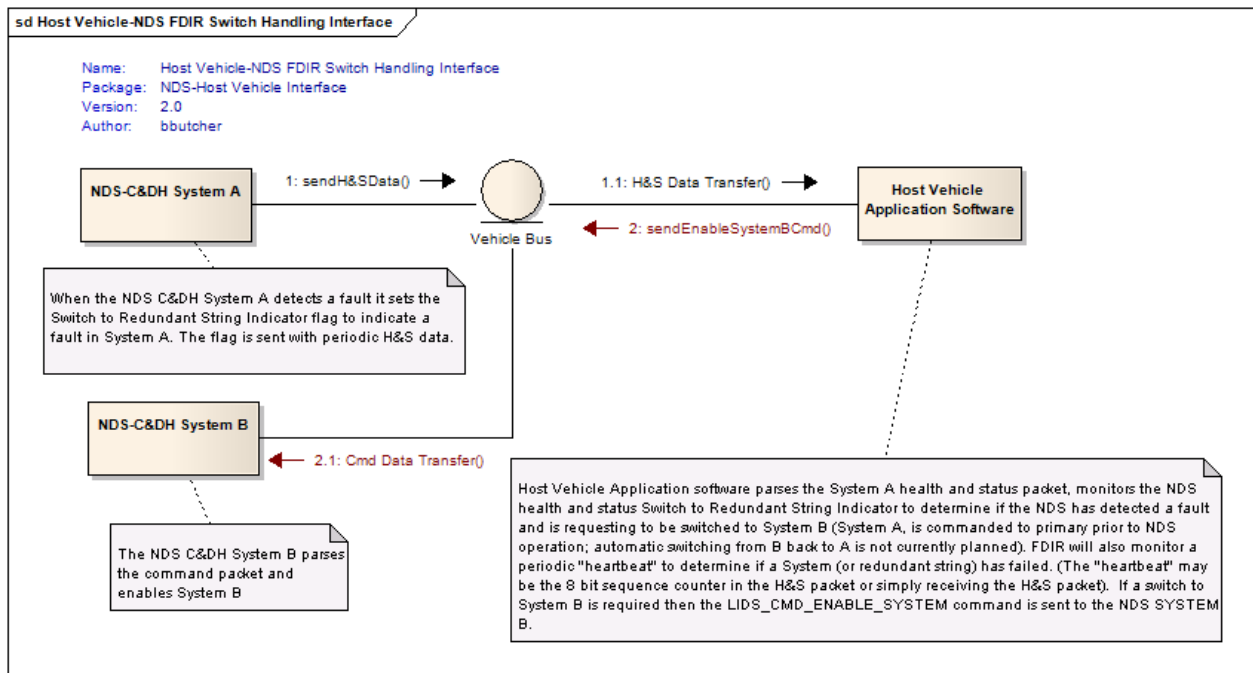 sd Host Vehicle-NDS FDIR Switch Handling Interface
Name: Host Vehicle-NDS FDIR Switch Handling Interface
Package: NDS-Host Vehicle Interface
Version: 2.0
Author: bbutcher
NDS-C&DH System A
1: sendH&SData()
Vehicle Bus
1.1: H&S Data Transfer()
2: sendEnableSystemBCmd()
Host Vehicle
Application Software
When the NDS C&DH System A detects a fault it sets the
Switch to Redundant String Indicator flag to indicate a
fault in System A. The flag is sent with periodic H&S data.
NDS-C&DH System B
2.1: Cmd Data Transfer()
The NDS C&DH System B parses
the command packet and
enables System B
Host Vehicle Application software parses the System A health and status packet, monitors the NDS
health and status Switch to Redundant String Indicator to determine if the NDS has detected a fault
and is requesting to be switched to System B (System A, is commanded to primary prior to NDS
operation; automatic switching from B back to A is not currently planned). FDIR will also monitor a
periodic "heartbeat" to determine if a System (or redundant string) has failed. (The "heartbeat" may
be the 8 bit sequence counter in the H&S packet or simply receiving the H&S packet).  If a switch to
System B is required then the LIDS_CMD_ENABLE_SYSTEM command is sent to the NDS SYSTEM
B.